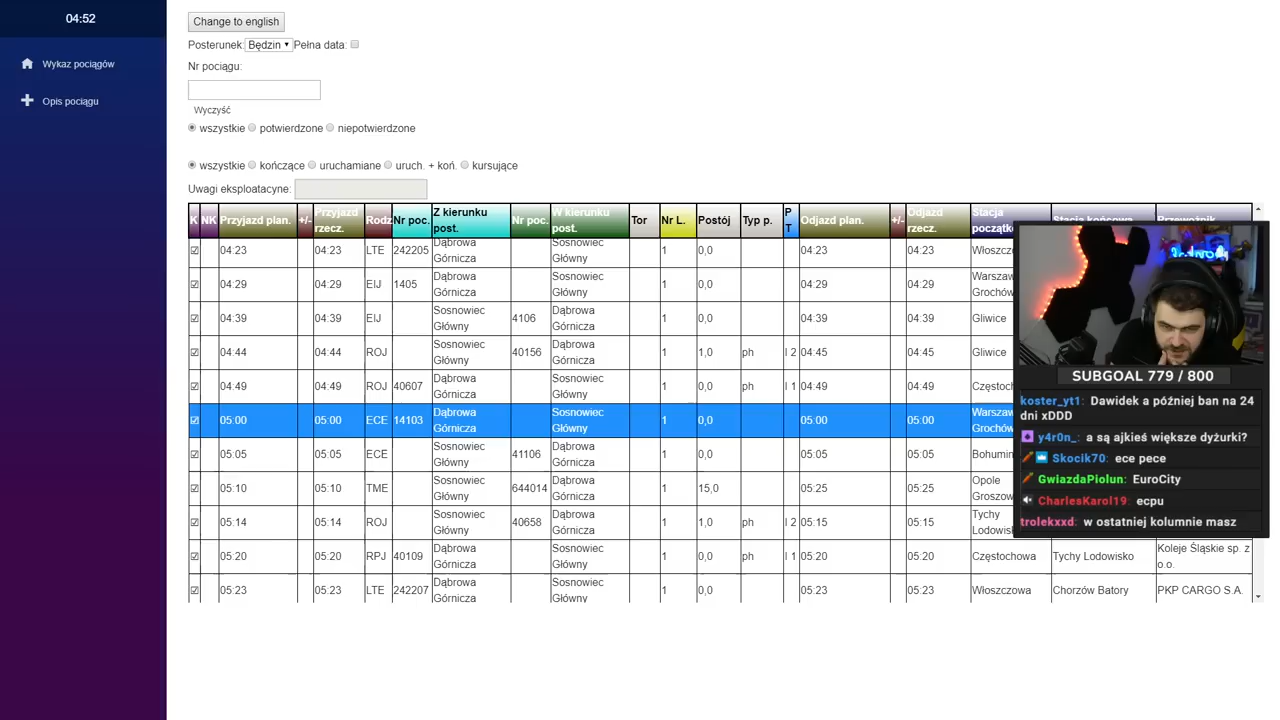 04:52
Wykaz pociągów
Opis pociągu
Change to english
Posterunek: Będzin Pełna data:
Nr pociągu:
Wyczyść
wszystkie potwierdzone niepotwierdzone
wszystkie kończące uruchamiane uruch. + koń. kursujące
Uwagi eksploatacyjne:
K NK Przyjazd plan. +/- Przyjazd rzecz. Rodz Nr poc. Z kierunku post. Nr poc. W kierunku post. Tor Nr L. Postój Typ p. P T Odjazd plan. +/- Odjazd rzecz. Stacja początk Stacja końcowa Przewoźnik
04:23 04:23 LTE 242205 Dąbrowa Górnicza Sosnowiec Główny 1 0,0 04:23 04:23 Włoszcz
04:29 04:29 EIJ 1405 Dąbrowa Górnicza Sosnowiec Główny 1 0,0 04:29 04:29 Warszaw Grochów
04:39 04:39 EIJ Sosnowiec Główny 4106 Dąbrowa Górnicza 1 0,0 04:39 04:39 Gliwice
04:44 04:44 ROJ Sosnowiec Główny 40156 Dąbrowa Górnicza 1 1,0 ph I 2 04:45 04:45 Gliwice
04:49 04:49 ROJ 40607 Dąbrowa Górnicza Sosnowiec Główny 1 0,0 ph I 1 04:49 04:49 Częstoch
05:00 05:00 ECE 14103 Dąbrowa Górnicza Sosnowiec Główny 1 0,0 05:00 05:00 Warszaw Grochów
05:05 05:05 ECE Sosnowiec Główny 41106 Dąbrowa Górnicza 1 0,0 05:05 05:05 Bohumin
05:10 05:10 TME Sosnowiec Główny 644014 Dąbrowa Górnicza 1 15,0 05:25 05:25 Opole Groszow
05:14 05:14 ROJ Sosnowiec Główny 40658 Dąbrowa Górnicza 1 1,0 ph I 2 05:15 05:15 Tychy Lodowisk
05:20 05:20 RPJ 40109 Dąbrowa Górnicza Sosnowiec Główny 1 0,0 ph I 1 05:20 05:20 Częstochowa Tychy Lodowisko Koleje Śląskie sp. z o.o.
05:23 05:23 LTE 242207 Dąbrowa Górnicza Sosnowiec Główny 1 0,0 05:23 05:23 Włoszczowa Chorzów Batory PKP CARGO S.A.
SUBGOAL 779 / 800
koster_yt1: Dawidek a później ban na 24
dni xDDD
y4r0n_: a są ajkieś większe dyżurki?
Skocik70: ece pece
GwiazdaPiolun: EuroCity
CharlesKarol19: ecpu
trolekxxd: w ostatniej kolumnie masz